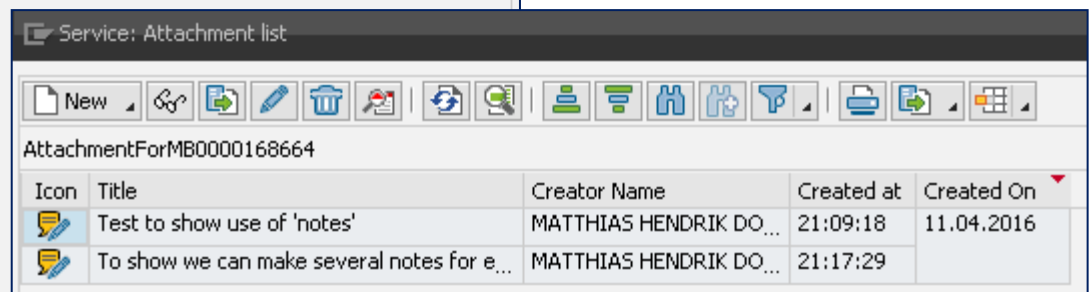 Service: Attachment list
New
AttachmentForMB0000168664
Icon Title Creator Name Created at Created On
Test to show use of 'notes' MATTHIAS HENDRIK DO... 21:09:18 11.04.2016
To show we can make several notes for e... MATTHIAS HENDRIK DO... 21:17:29